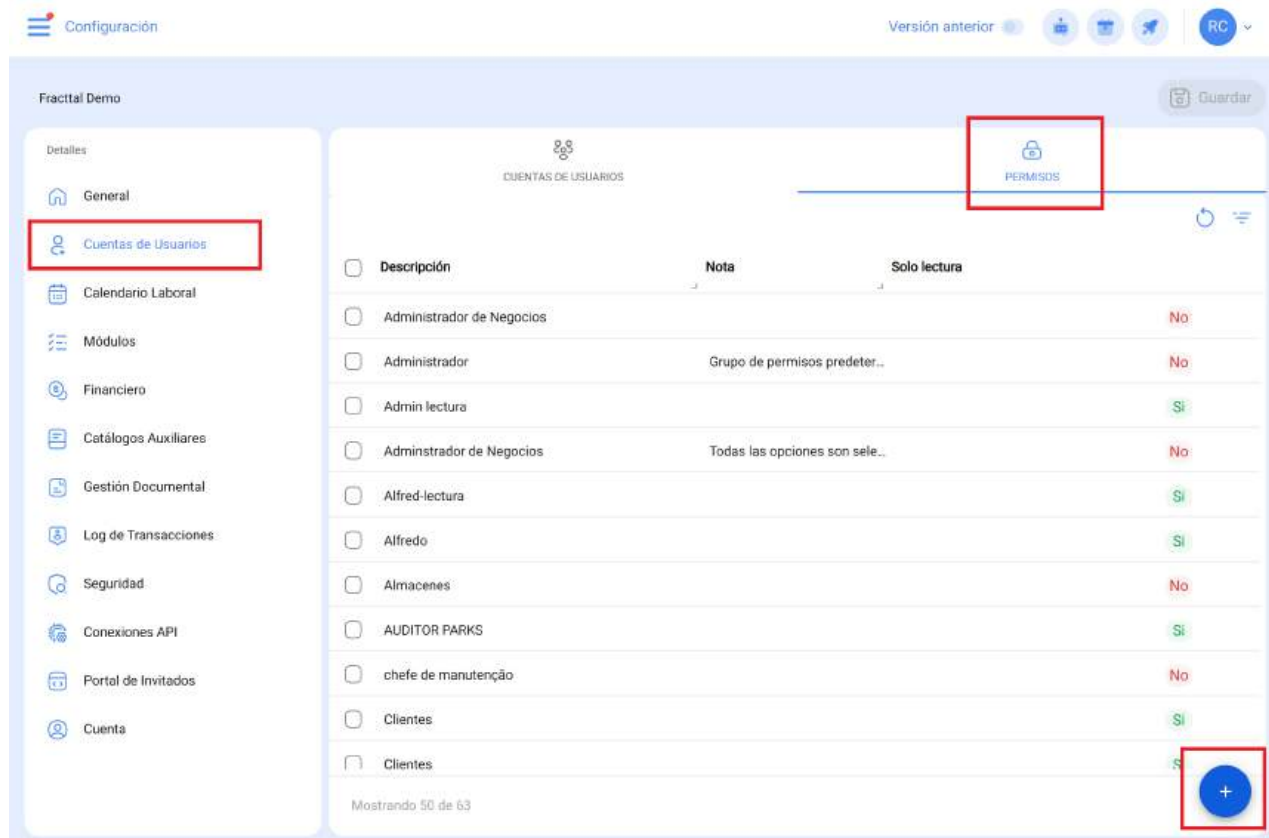 Configuración
Versión anterior
RC
Fracttal Demo
Guardar
Detalles
General
Cuentas de Usuarios
Calendario Laboral
Módulos
Financiero
Catálogos Auxiliares
Gestión Documental
Log de Transacciones
Seguridad
Conexiones API
Portal de Invitados
Cuenta
CUENTAS DE USUARIOS
PERMISOS
Descripción Nota Solo lectura
Administrador de Negocios No
Administrador Grupo de permisos predeter... No
Admin lectura Si
Adminstrador de Negocios Todas las opciones son sele... No
Alfred-lectura Si
Alfredo Si
Almacenes No
AUDITOR PARKS Si
chefe de manutenção No
Clientes Si
Clientes
Mostrando 50 de 63
+